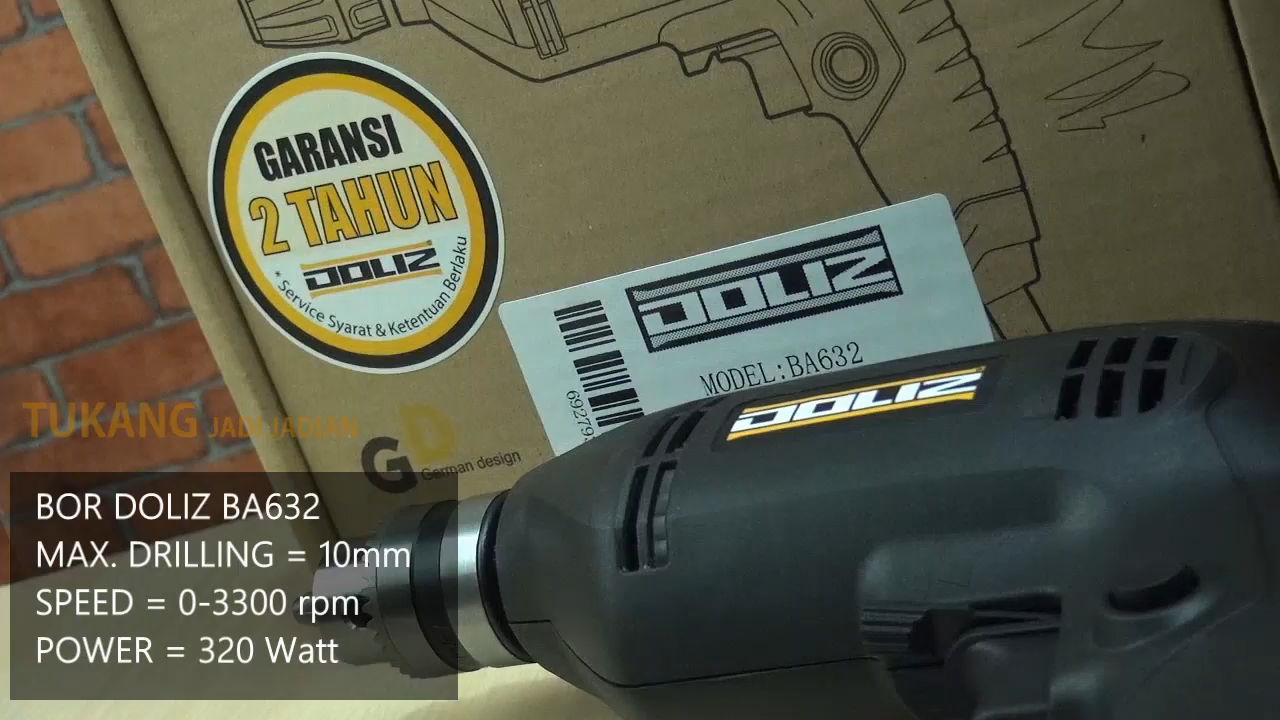 GARANSI
2 TAHUN
DOLIZ
* Service Syarat & Ketentuan Berlaku
DOLIZ
MODEL:BA632
DOLIZ
TUKANG JADI JADIAN
GD
German design
BOR DOLIZ BA632
MAX. DRILLING = 10mm
SPEED = 0-3300 rpm
POWER = 320 Watt